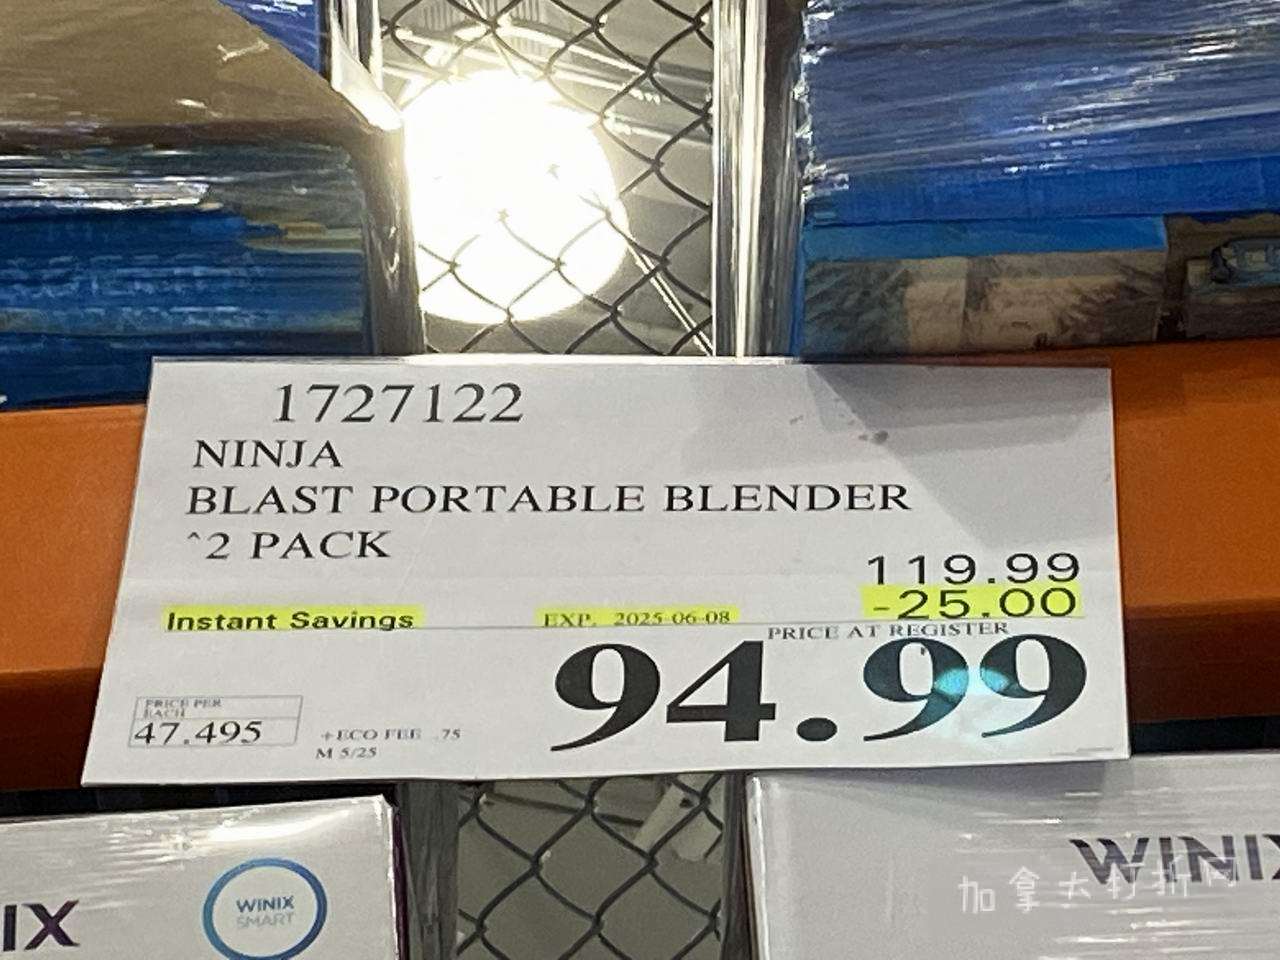 1727122
NINJA
BLAST PORTABLE BLENDER
^2 PACK
119.99
Instant Savings EXP. 2025-06-08 -25.00
PRICE AT REGISTER
94.99
PRICE PER
EACH
47.495
+ECO FEE .75
M 5/25
IX
WINIX
SMART
WINIX
加拿大打折网